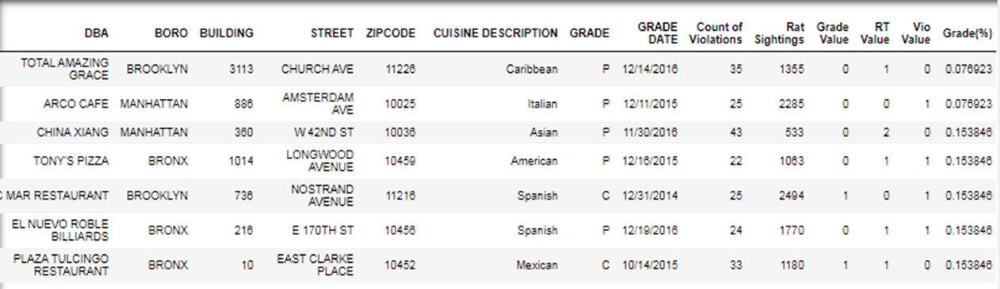 DBA BORO BUILDING STREET ZIPCODE CUISINE DESCRIPTION GRADE GRADE DATE Count of Violations Rat Sightings Grade Value RT Value Vio Value Grade(%)
TOTAL AMAZING GRACE BROOKLYN 3113 CHURCH AVE 11226 Caribbean P 12/14/2016 35 1355 0 1 0 0.076923
ARCO CAFE MANHATTAN 886 AMSTERDAM AVE 10025 Italian P 12/11/2015 25 2285 0 0 1 0.076923
CHINA XIANG MANHATTAN 360 W 42ND ST 10036 Asian P 11/30/2016 43 533 0 2 0 0.153846
TONY'S PIZZA BRONX 1014 LONGWOOD AVENUE 10459 American P 12/16/2015 22 1063 0 1 1 0.153846
MAR RESTAURANT BROOKLYN 736 NOSTRAND AVENUE 11216 Spanish C 12/31/2014 25 2494 1 0 1 0.153846
EL NUEVO ROBLE BILLIARDS BRONX 216 E 170TH ST 10456 Spanish P 12/19/2016 24 1770 0 1 1 0.153846
PLAZA TULCINGO RESTAURANT BRONX 10 EAST CLARKE PLACE 10452 Mexican C 10/14/2015 33 1180 1 1 0 0.153846